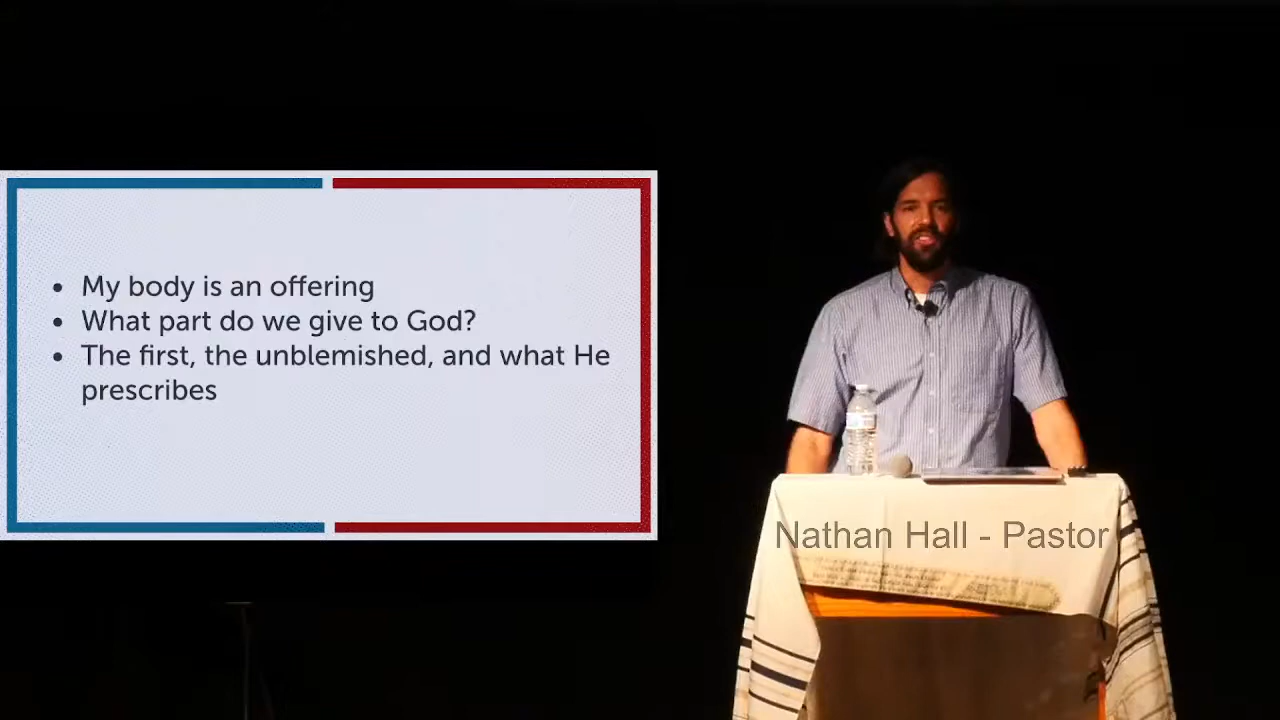 • My body is an offering
• What part do we give to God?
• The first, the unblemished, and what He
prescribes
Nathan Hall - Pastor